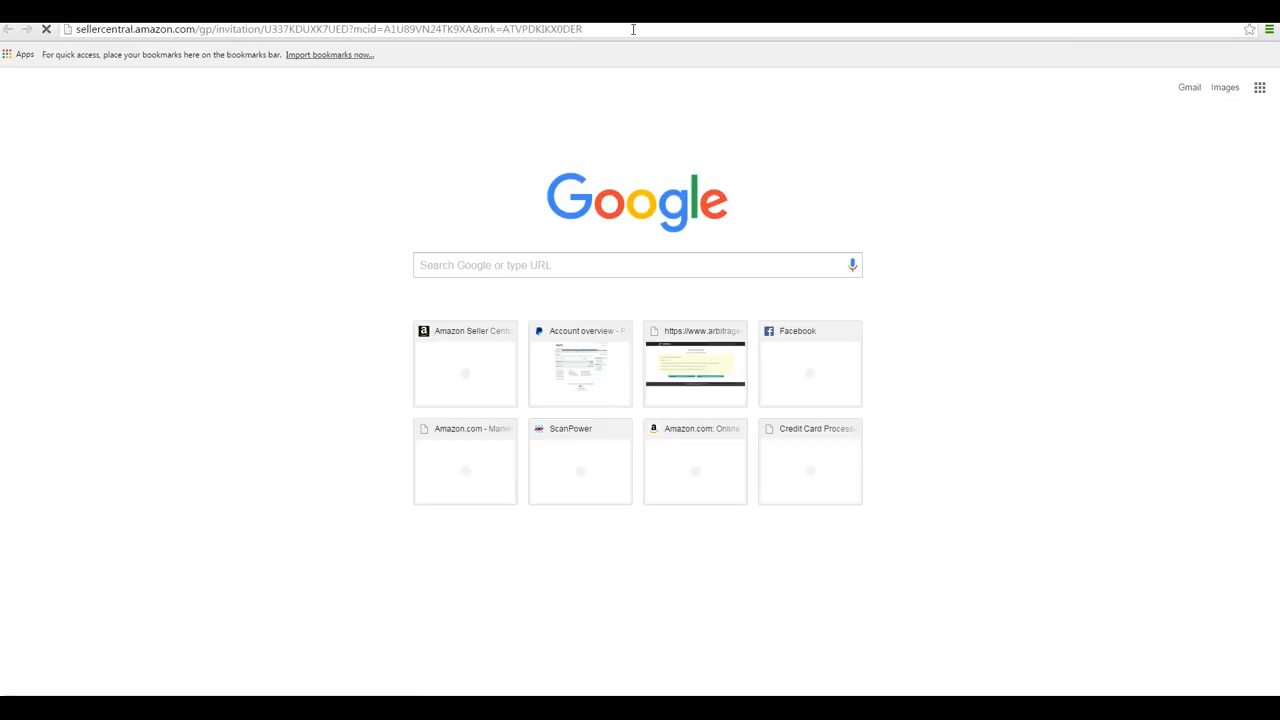 sellercentral.amazon.com/gp/invitation/U337KDUXK7UED?mcid=A1U89VN24TK9XA&mk=ATVPDKIKX0DER
Apps For quick access, place your bookmarks here on the bookmarks bar. Import bookmarks now...
Gmail Images
Google
Search Google or type URL
Amazon Seller Centr Account overview - P https://www.arbitrage Facebook
Amazon.com - Market ScanPower Amazon.com: Online Credit Card Process